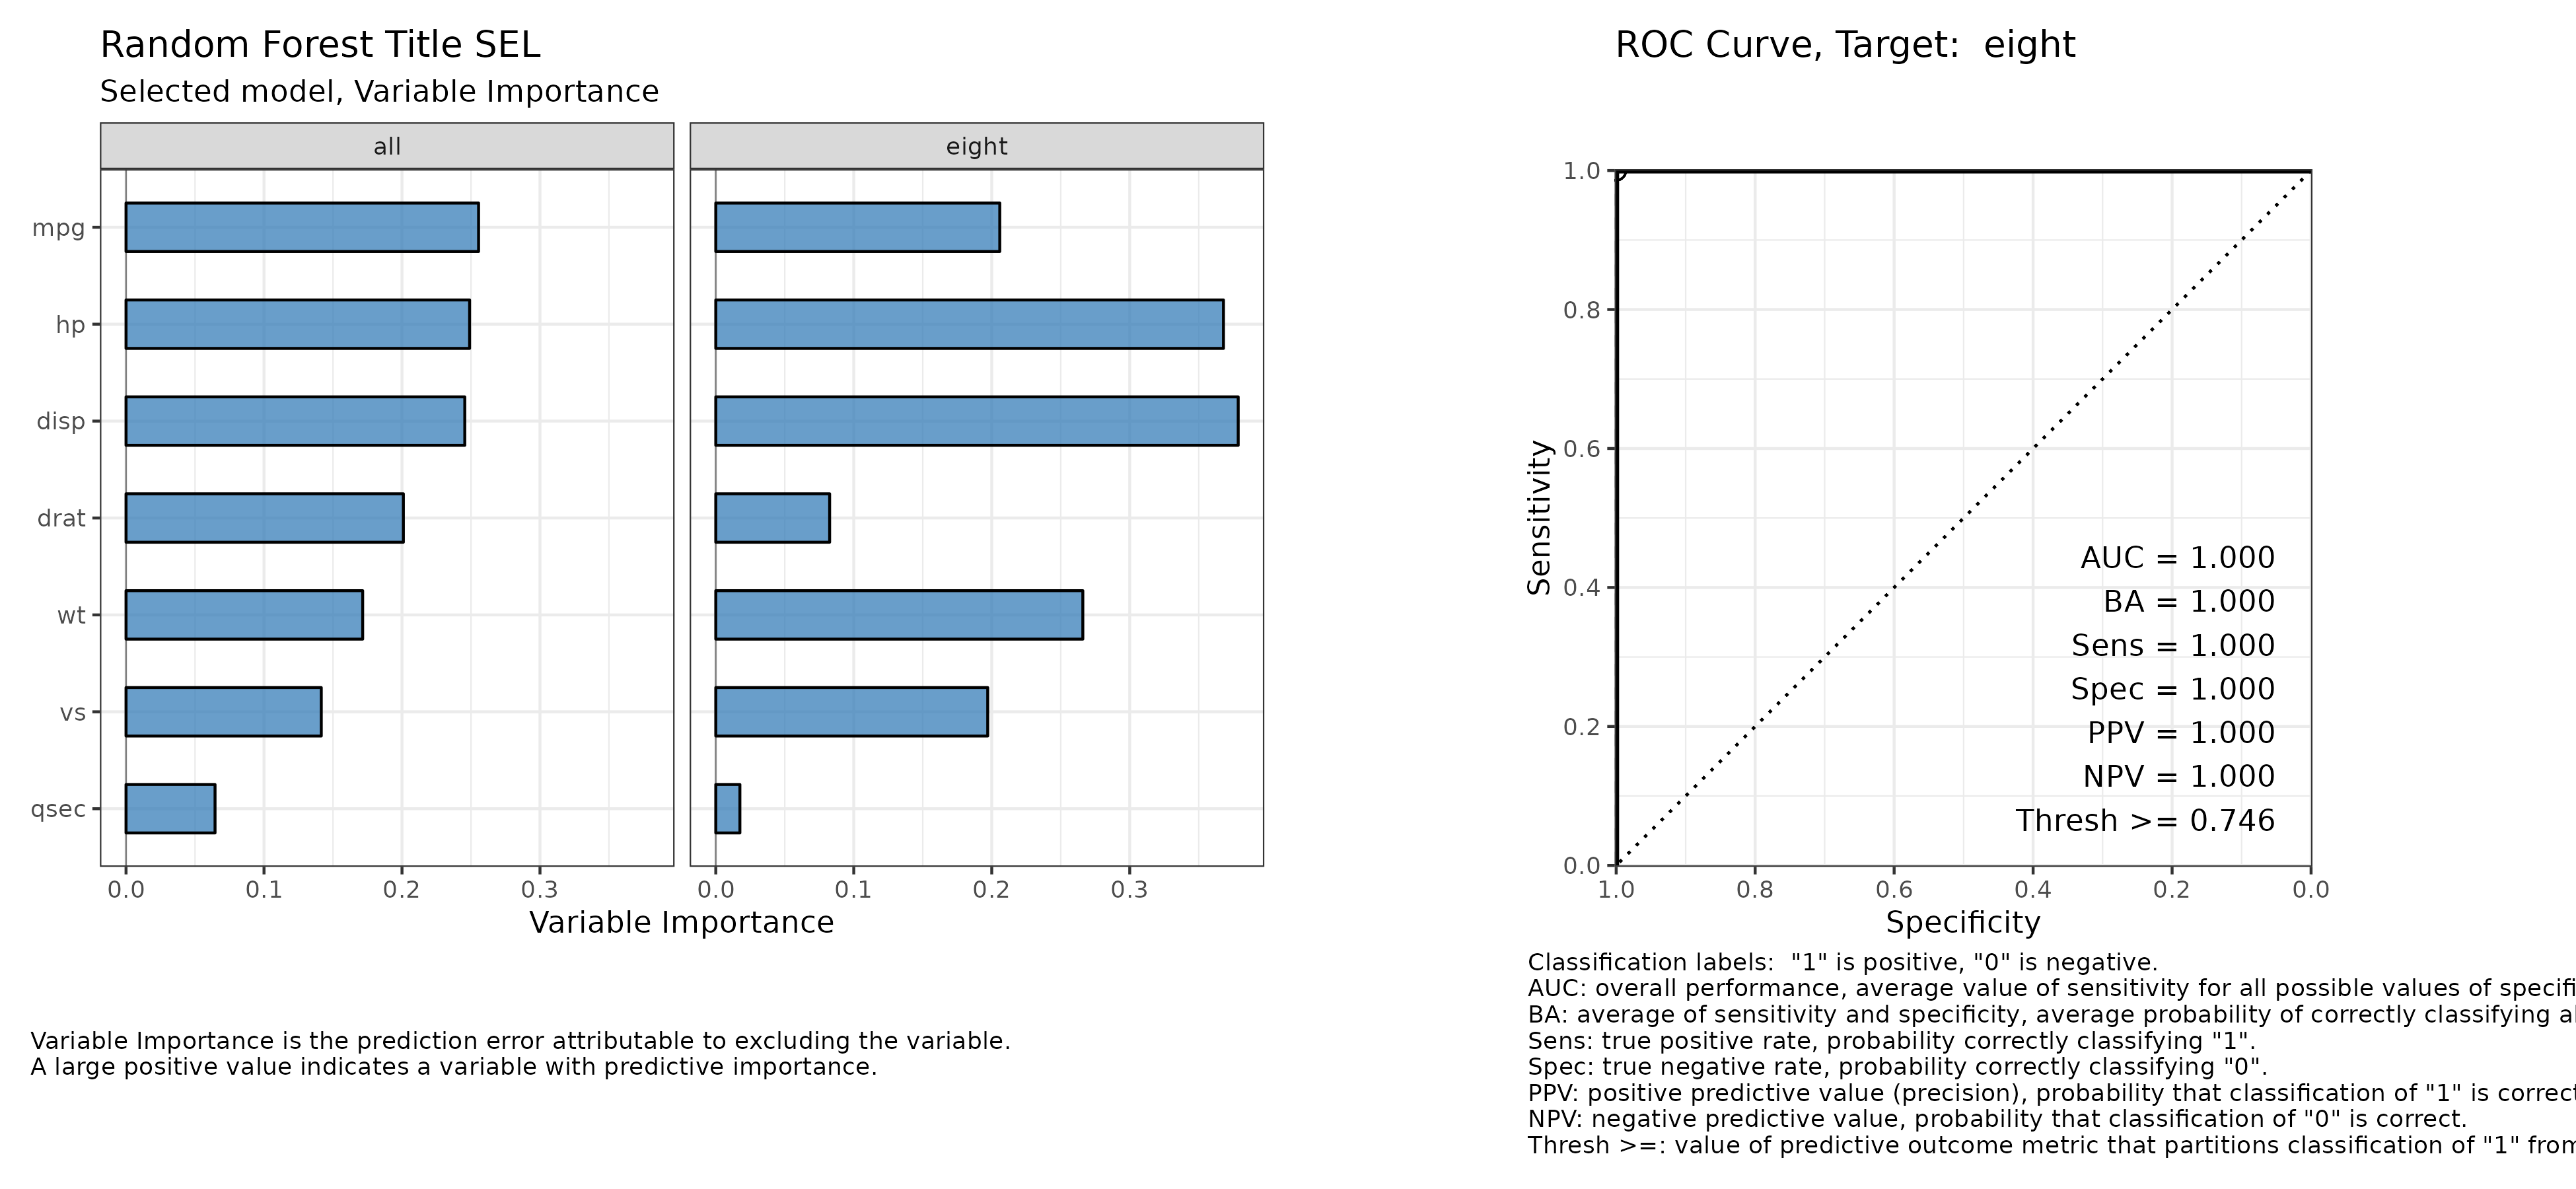 Random Forest Title SEL
Selected model, Variable Importance
all
eight
mpg
hp
disp
drat
wt
vs
qsec
0.0 0.1 0.2 0.3
0.0 0.1 0.2 0.3
Variable Importance
Variable Importance is the prediction error attributable to excluding the variable.
A large positive value indicates a variable with predictive importance.
ROC Curve, Target:  eight
Sensitivity
1.0
0.8
0.6
0.4
0.2
0.0
AUC = 1.000
BA = 1.000
Sens = 1.000
Spec = 1.000
PPV = 1.000
NPV = 1.000
Thresh >= 0.746
1.0 0.8 0.6 0.4 0.2 0.0
Specificity
Classification labels:  "1" is positive, "0" is negative.
AUC: overall performance, average value of sensitivity for all possible values of
BA: average of sensitivity and specificity, average probability of correctly classifying
Sens: true positive rate, probability correctly classifying "1".
Spec: true negative rate, probability correctly classifying "0".
PPV: positive predictive value (precision), probability that classification of "1" is correct
NPV: negative predictive value, probability that classification of "0" is correct.
Thresh >=: value of predictive outcome metric that partitions classification of "1" from